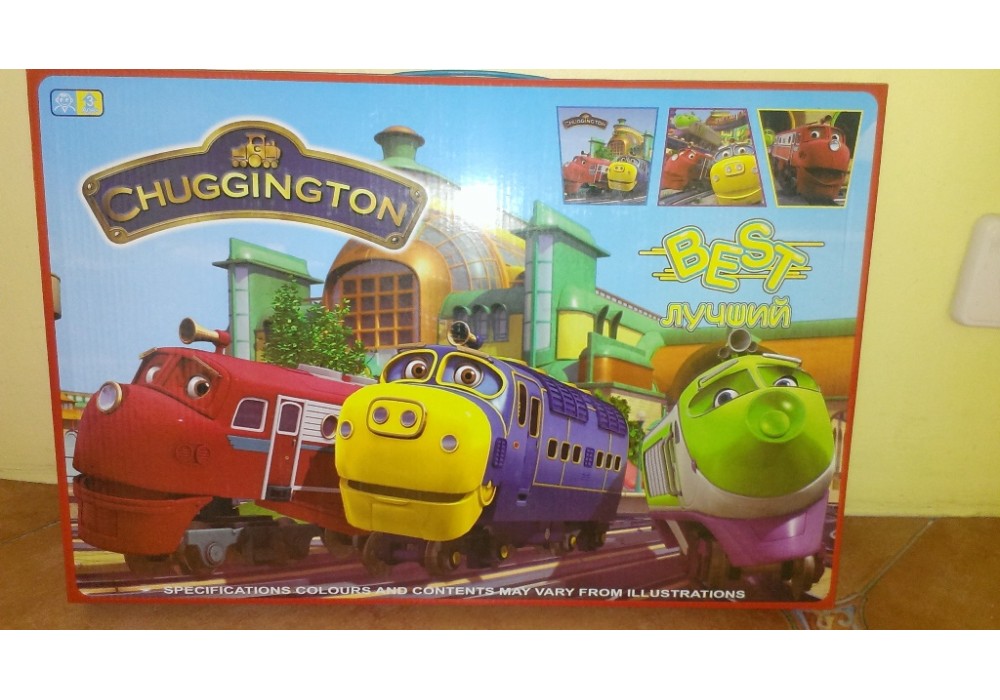 3
CHUGGINGTON
CHUGGINGTON
BEST
ЛУЧШИЙ
SPECIFICATIONS COLOURS AND CONTENTS MAY VARY FROM ILLUSTRATIONS